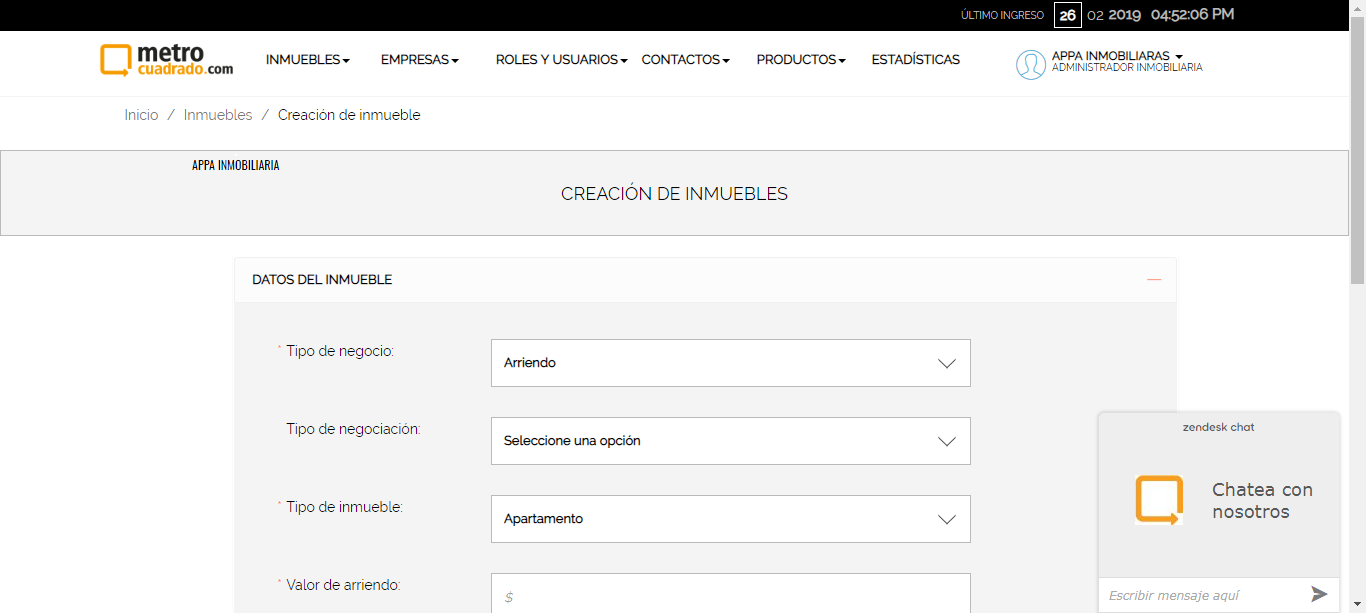 ÚLTIMO INGRESO 26 02 2019 04:52:06 PM
metro
cuadrado.com
INMUEBLES EMPRESAS ROLES Y USUARIOS CONTACTOS PRODUCTOS ESTADÍSTICAS
APPA INMOBILIARAS
ADMINISTRADOR INMOBILIARIA
Inicio / Inmuebles / Creación de inmueble
APPA INMOBILIARIA
CREACIÓN DE INMUEBLES
DATOS DEL INMUEBLE
* Tipo de negocio: Arriendo
Tipo de negociación: Seleccione una opción
* Tipo de inmueble: Apartamento
* Valor de arriendo: $
zendesk chat
Chatea con
nosotros
Escribir mensaje aquí